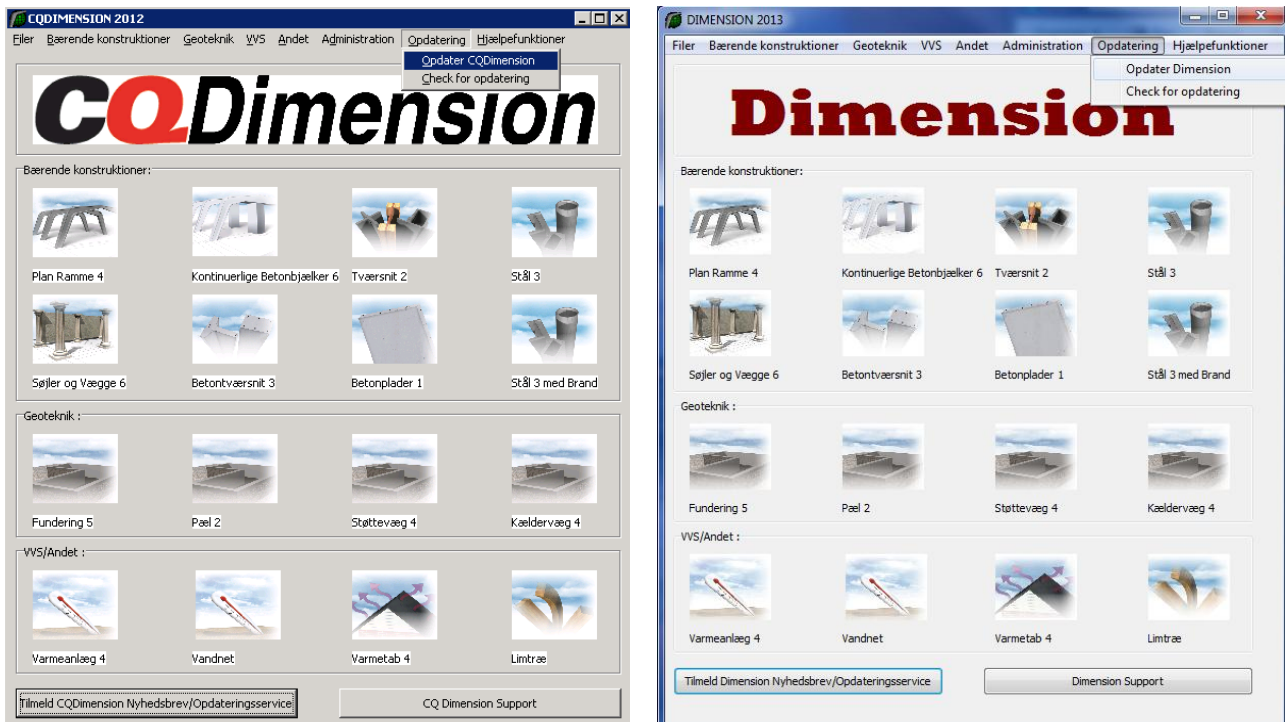 CQDIMENSION 2012
Filer Bærende konstruktioner Geoteknik VVS Andet Administration Opdatering Hjælpefunktioner
Opdater CQDimension
Check for opdatering
CQDimension
Bærende konstruktioner:
Plan Ramme 4 Kontinuerlige Betonbjælker 6 Tværsnit 2 Stål 3
Søjler og Vægge 6 Betontværsnit 3 Betonplader 1 Stål 3 med Brand
Geoteknik :
Fundering 5 Pæl 2 Støttevæg 4 Kældervæg 4
VVS/Andet :
Varmeanlæg 4 Vandnet Varmetab 4 Limtræ
Tilmeld CQDimension Nyhedsbrev/Opdateringsservice CQ Dimension Support
DIMENSION 2013
Filer Bærende konstruktioner Geoteknik VVS Andet Administration Opdatering Hjælpefunktioner
Opdater Dimension
Check for opdatering
Dimension
Bærende konstruktioner:
Plan Ramme 4 Kontinuerlige Betonbjælker 6 Tværsnit 2 Stål 3
Søjler og Vægge 6 Betontværsnit 3 Betonplader 1 Stål 3 med Brand
Geoteknik :
Fundering 5 Pæl 2 Støttevæg 4 Kældervæg 4
VVS/Andet :
Varmeanlæg 4 Vandnet Varmetab 4 Limtræ
Tilmeld Dimension Nyhedsbrev/Opdateringsservice Dimension Support